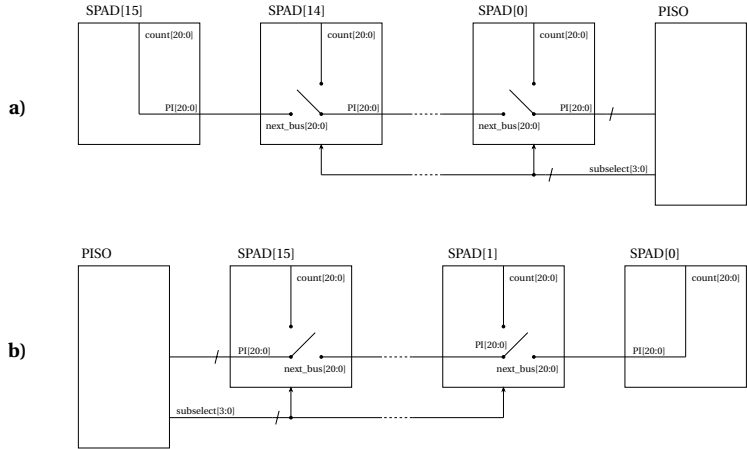 SPAD[15] SPAD[14] SPAD[0] PISO
count[20:0] count[20:0] count[20:0]
a) PI[20:0] PI[20:0] PI[20:0]
next_bus[20:0] next_bus[20:0]
subselect[3:0]
PISO SPAD[15] SPAD[1] SPAD[0]
count[20:0] count[20:0] count[20:0]
b) PI[20:0] PI[20:0] PI[20:0]
next_bus[20:0] next_bus[20:0]
subselect[3:0]